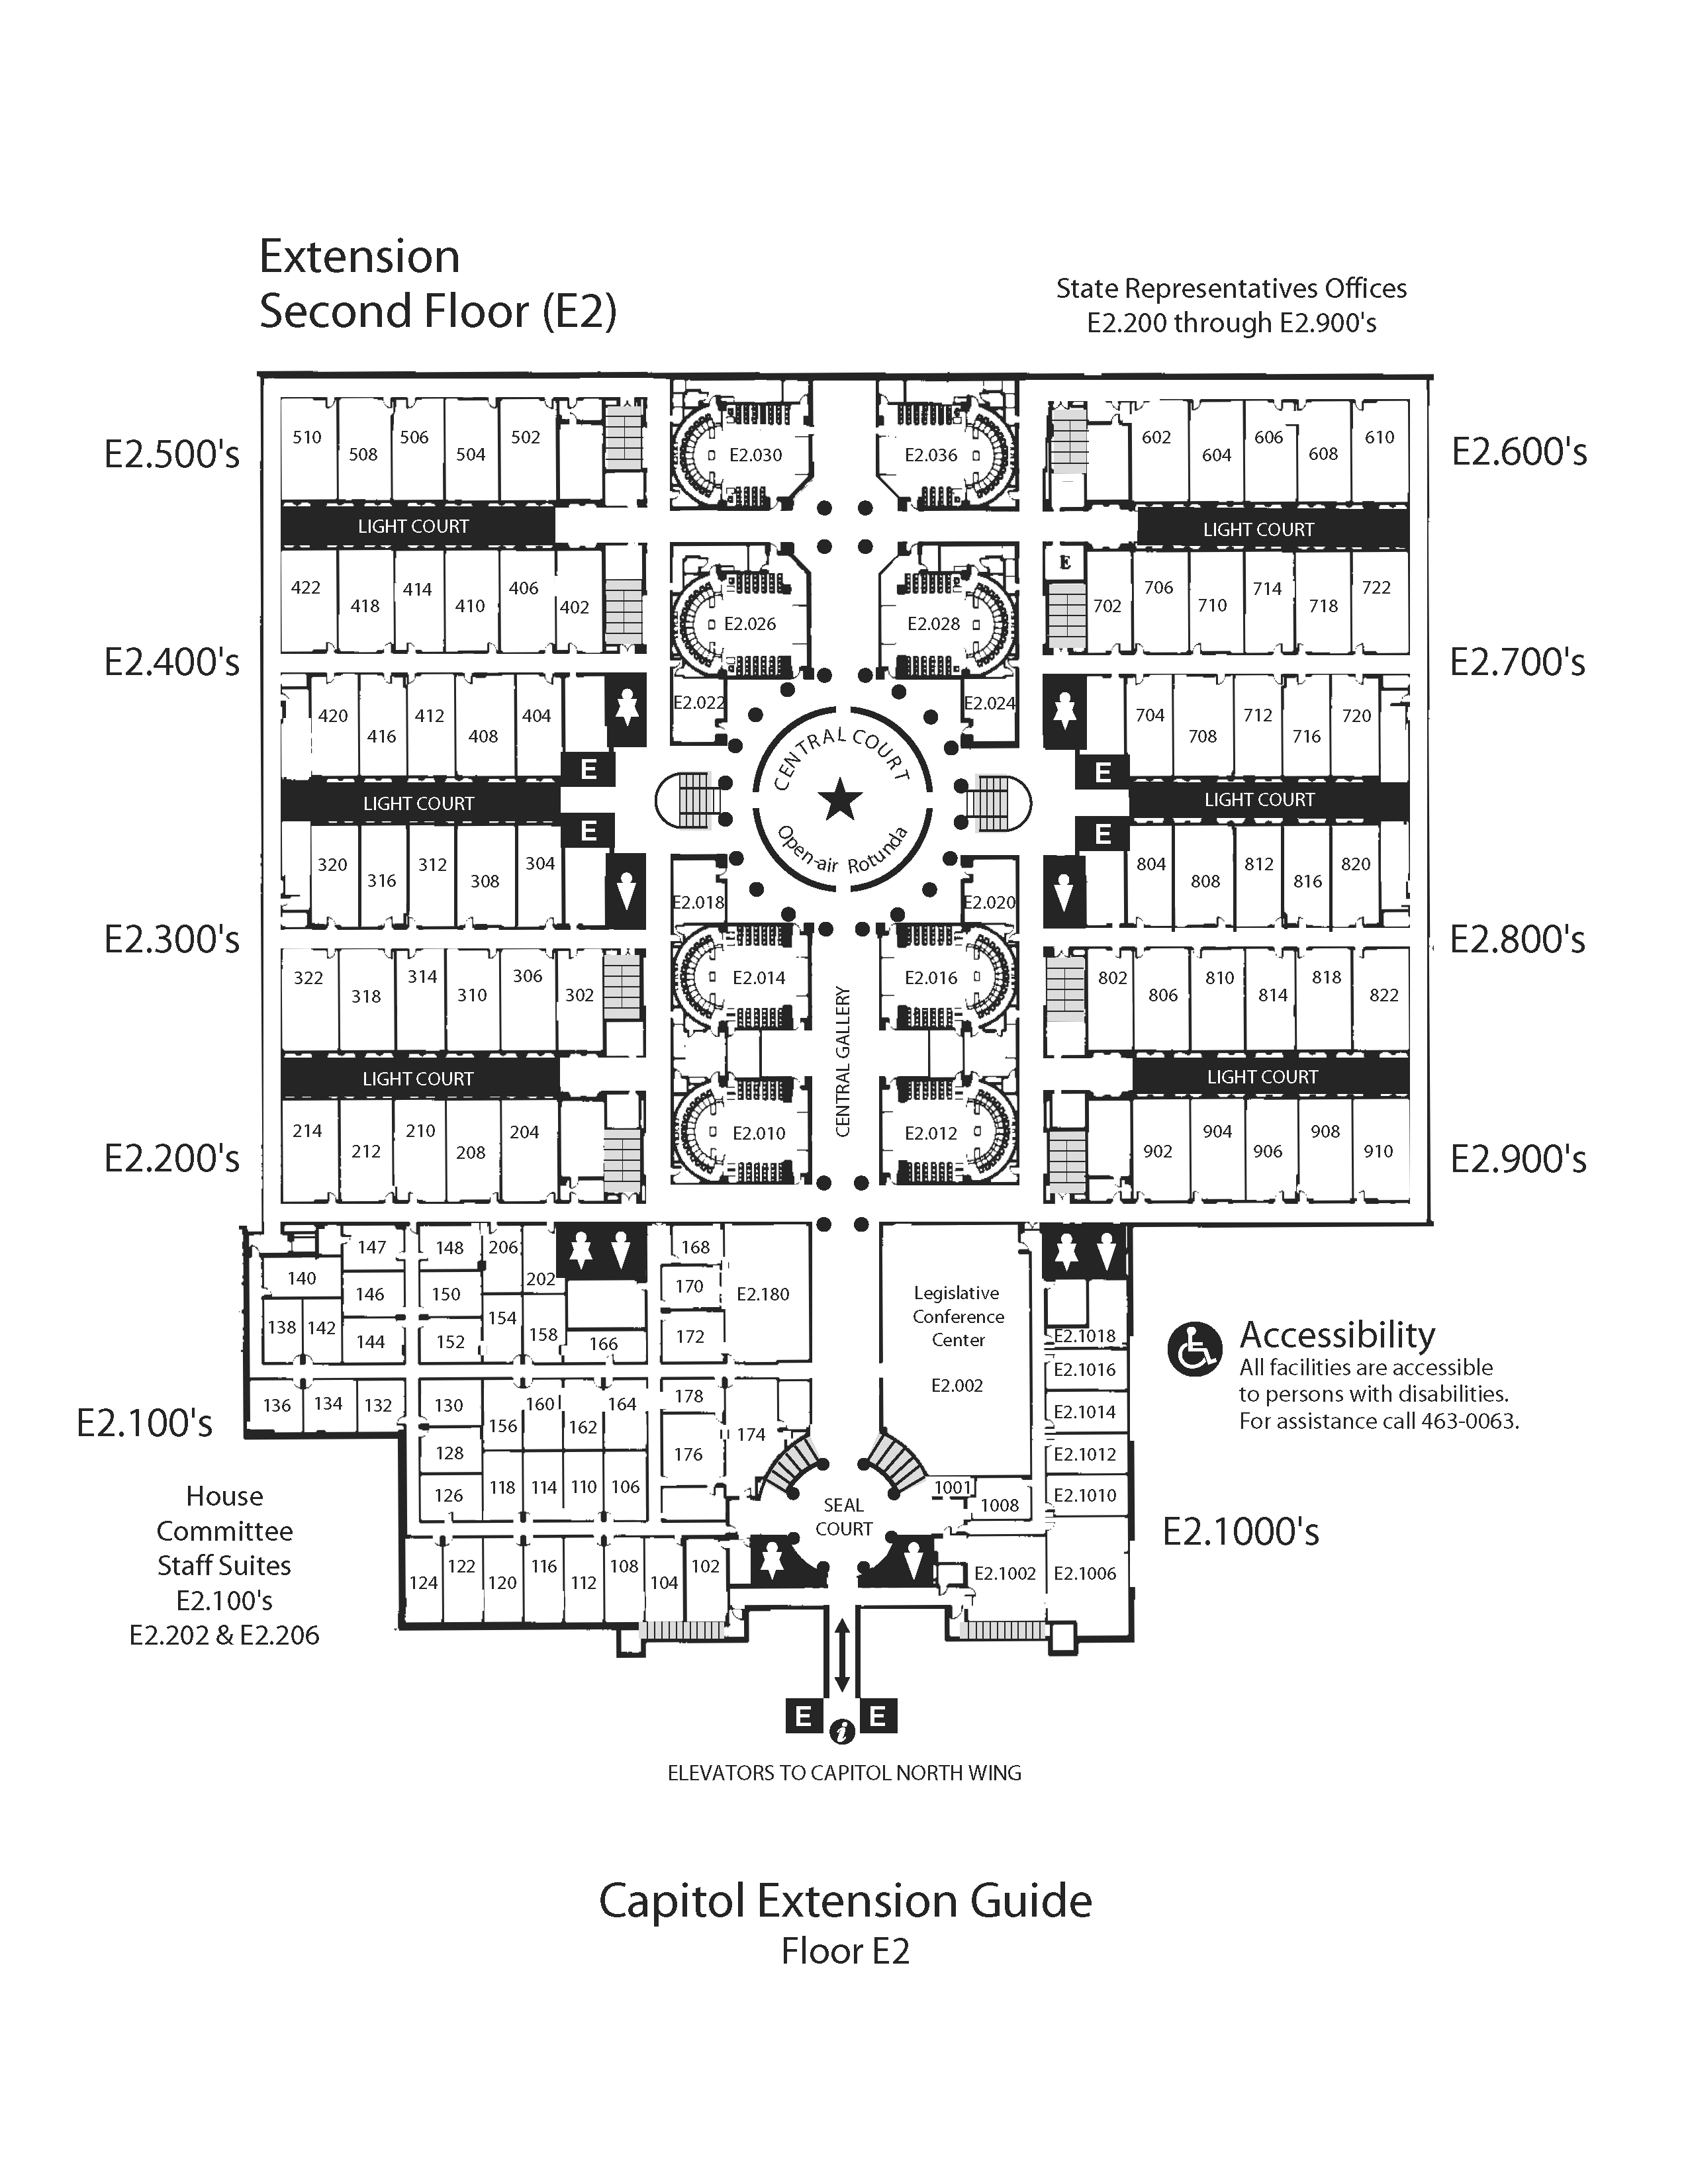 Extension
Second Floor (E2)
State Representatives Offices
E2.200 through E2.900's
E2.500's
510
508
506
504
502
E2.030
E2.036
602
604
606
608
610
E2.600's
LIGHT COURT
LIGHT COURT
422
418
414
410
406
402
E2.026
E2.028
E
702
706
710
714
718
722
E2.400's
E2.700's
420
416
412
408
404
E2.022
E2.024
704
708
712
716
720
E
E
CENTRAL COURT
Open-air Rotunda
LIGHT COURT
LIGHT COURT
E
E
320
316
312
308
304
E2.018
E2.020
804
808
812
816
820
E2.300's
E2.800's
322
318
314
310
306
302
E2.014
E2.016
802
806
810
814
818
822
CENTRAL GALLERY
LIGHT COURT
LIGHT COURT
E2.200's
214
212
210
208
204
E2.010
E2.012
902
904
906
908
910
E2.900's
147
148
206
168
140
146
150
202
170
E2.180
Legislative
Conference
Center
E2.002
138
142
144
152
154
158
166
172
E2.1018
E2.1016
E2.1014
E2.1012
E2.1010
Accessibility
All facilities are accessible
to persons with disabilities.
For assistance call 463-0063.
E2.100's
136
134
132
130
156
160
162
164
178
174
128
176
126
118
114
110
106
1001
1008
SEAL
COURT
E2.1000's
House
Committee
Staff Suites
E2.100's
E2.202 & E2.206
124
122
120
116
112
108
104
102
E2.1002
E2.1006
E
i
E
ELEVATORS TO CAPITOL NORTH WING
Capitol Extension Guide
Floor E2